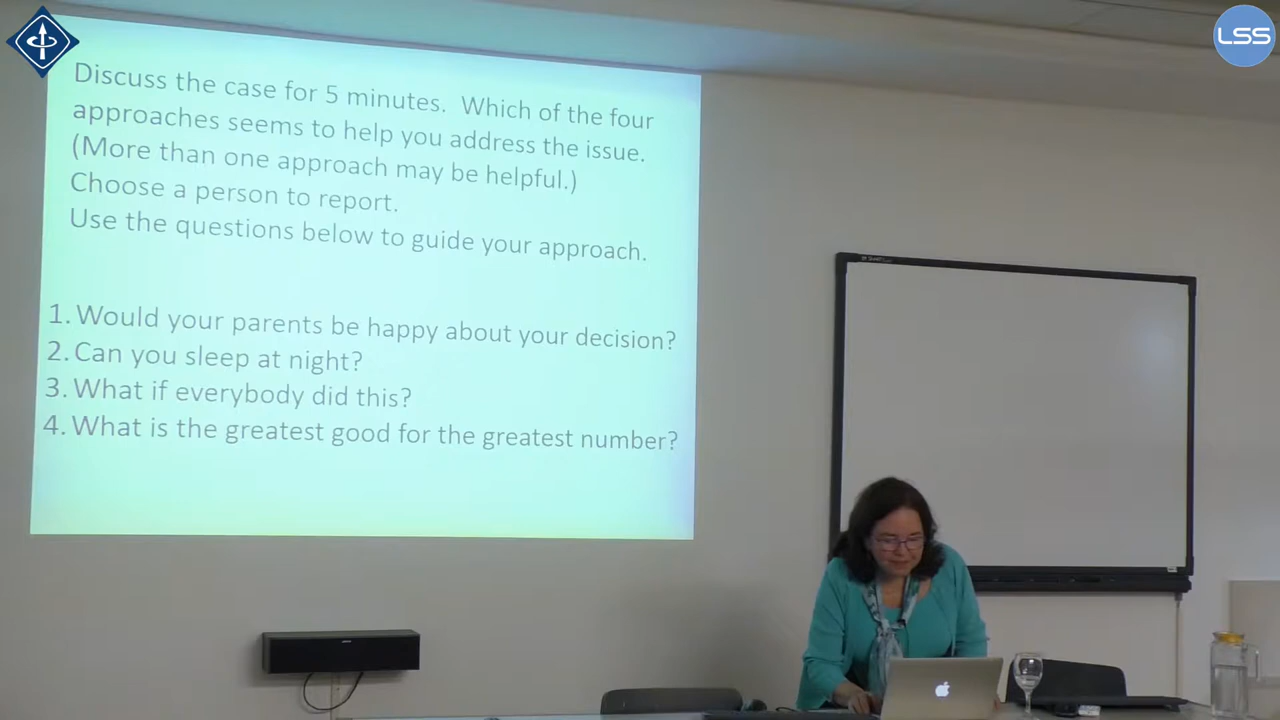 LSS
Discuss the case for 5 minutes. Which of the four
approaches seems to help you address the issue.
(More than one approach may be helpful.)
Choose a person to report.
Use the questions below to guide your approach.
1. Would your parents be happy about your decision?
2. Can you sleep at night?
3. What if everybody did this?
4. What is the greatest good for the greatest number?